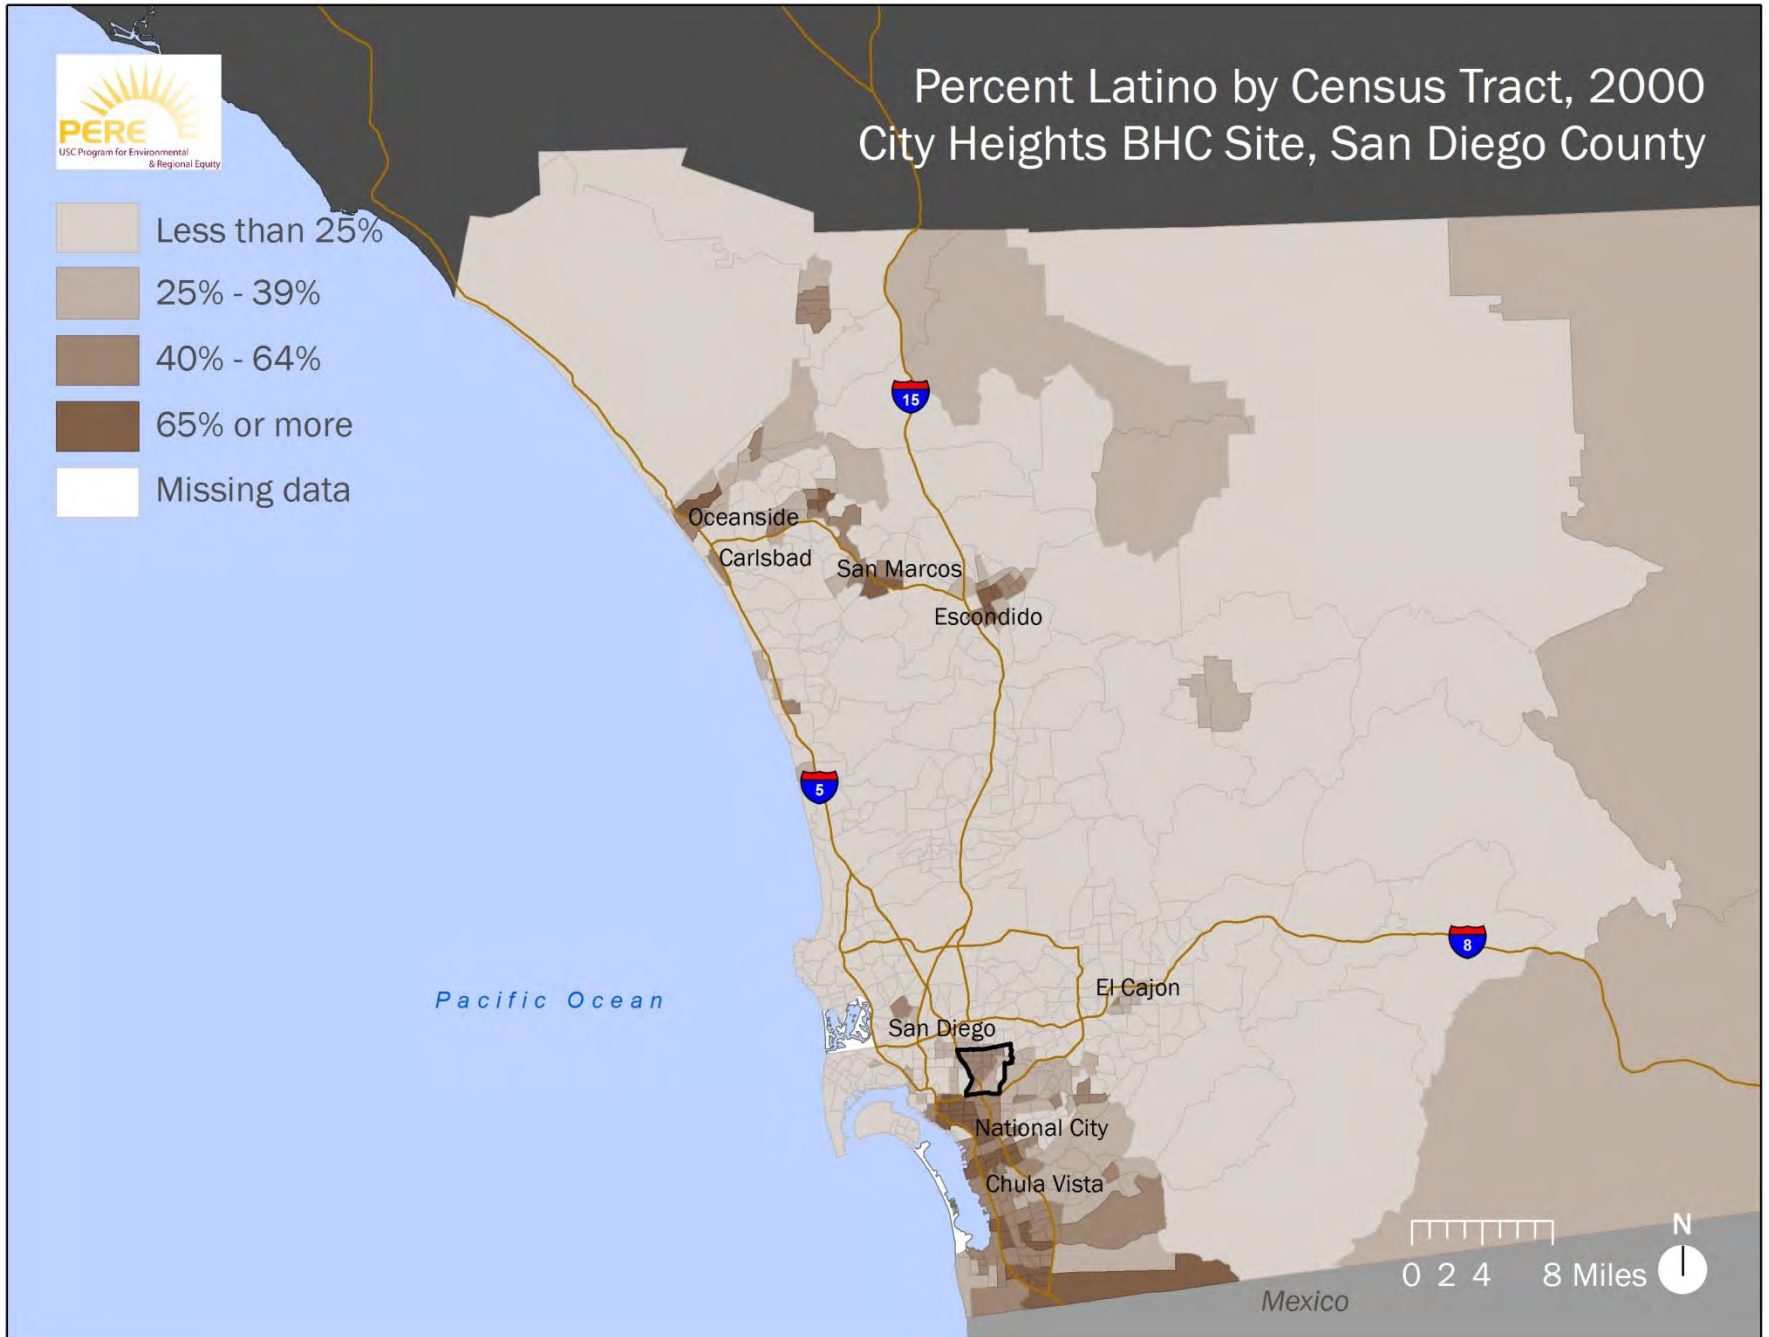 Percent Latino by Census Tract, 2000
City Heights BHC Site, San Diego County
PERE
USC Program for Environmental
& Regional Equity
Less than 25%
25% - 39%
40% - 64%
65% or more
Missing data
15
Oceanside
Carlsbad
San Marcos
Escondido
5
8
El Cajon
Pacific Ocean
San Diego
National City
Chula Vista
N
0 2 4 8 Miles
Mexico